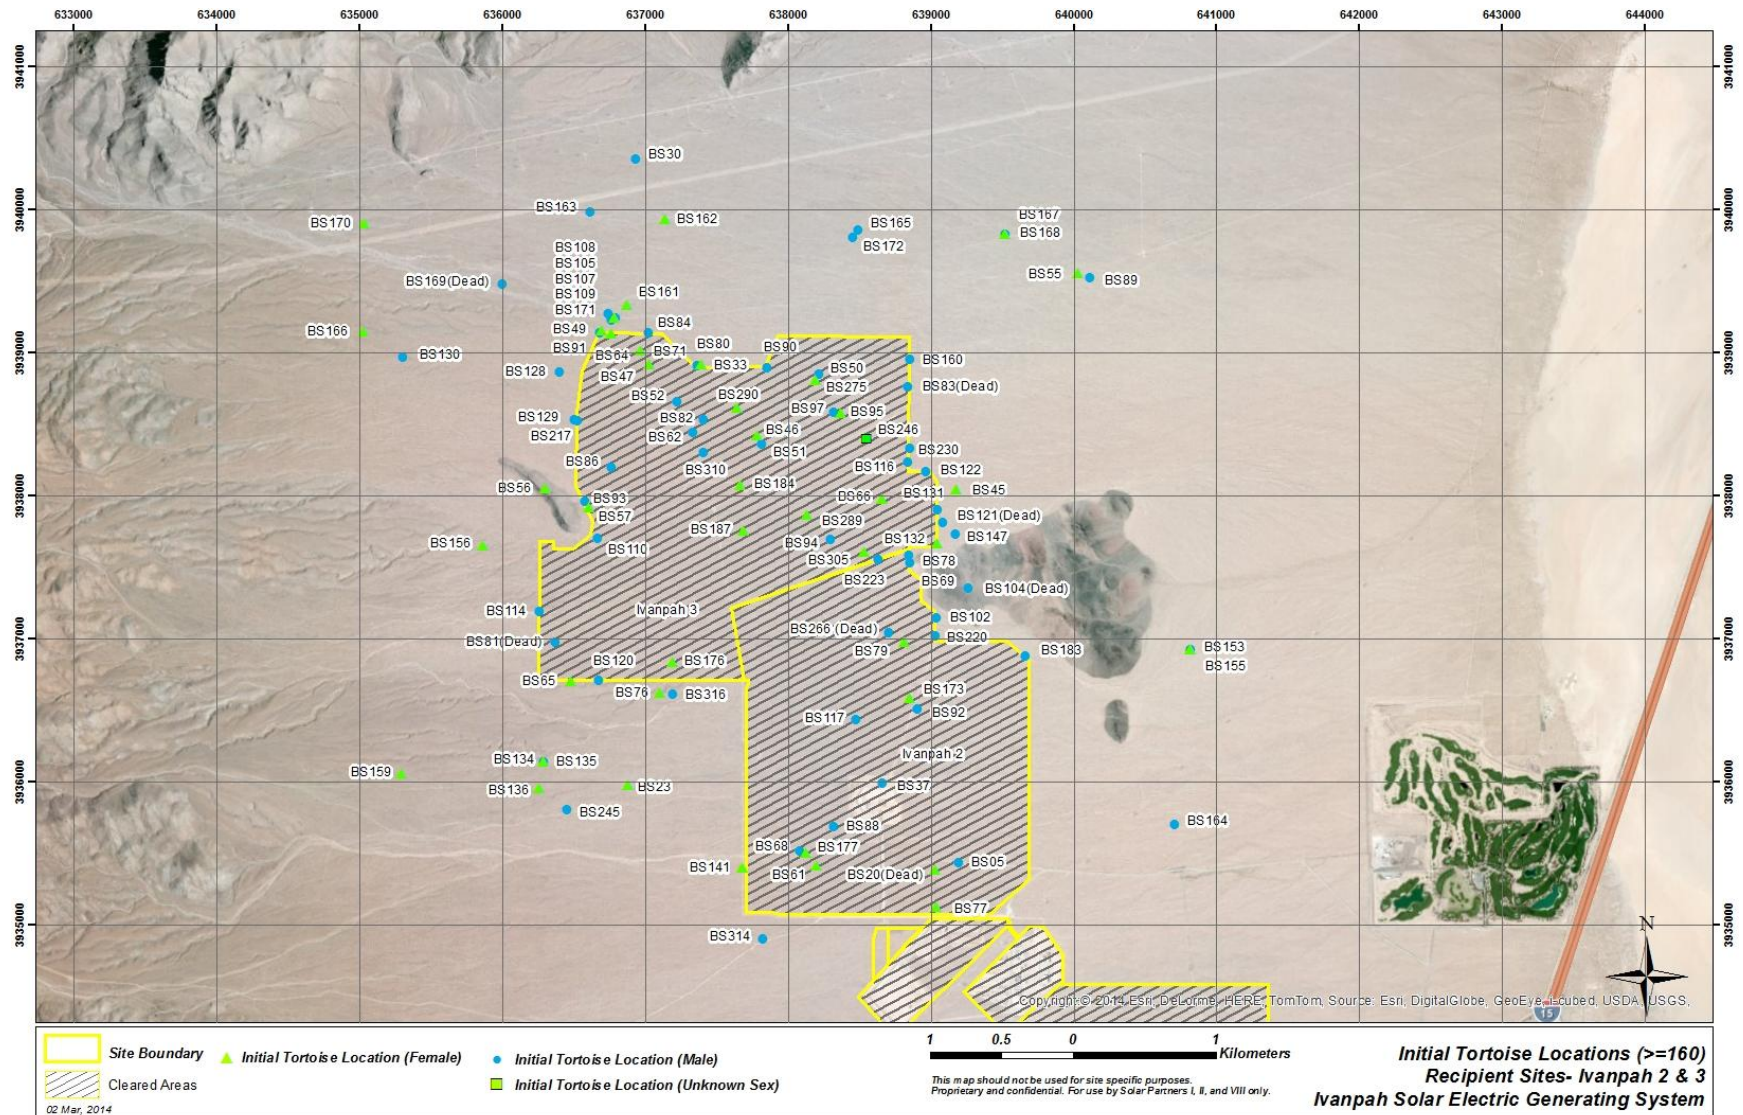 633000 634000 635000 636000 637000 638000 639000 640000 641000 642000 643000 644000
3941000 3941000
BS30
BS163 BS162 BS167
3940000 3940000
BS170 BS165 BS168
BS172
BS108
BS105
BS169(Dead) BS107 BS55 BS89
BS109 BS161
BS171
BS166 BS49 BS84
BS91 BS64 BS71 BS80 BS90
3939000 3939000
BS130 BS160
BS128 BS47 BS33 BS50
BS275 BS83(Dead)
BS52 BS290
BS129 BS82 BS97 BS95
BS217 BS62 BS46 BS246
BS51 BS230
BS86 BS310 BS116 BS122
BS56 BS184 BS66 BS131 BS45
3938000 3938000
BS93
BS57 BS289 BS121(Dead)
BS187
BS156 BS110 BS94 BS132 BS147
BS305 BS78
BS223 BS69
BS104(Dead)
BS114 Ivanpah 3
BS102
BS266 (Dead)
BS81(Dead) BS220
3937000 3937000
BS79 BS183 BS153
BS120 BS176 BS155
BS65
BS76 BS316 BS173
BS117 BS92
Ivanpah 2
BS134 BS135
BS159
3936000 3936000
BS136 BS23 BS37
BS245
BS88 BS164
BS68 BS177
BS141 BS61 BS20(Dead) BS05
BS77
3935000 3935000
BS314
N
Copyright:© 2014 Esri, DeLorme, HERE, TomTom, Source: Esri, DigitalGlobe, GeoEye, i-cubed, USDA, USGS,
15
Site Boundary
Cleared Areas
02 Mar, 2014
Initial Tortoise Location (Female)
Initial Tortoise Location (Male)
Initial Tortoise Location (Unknown Sex)
1 0.5 0 1
Kilometers
This map should not be used for site specific purposes.
Proprietary and confidential. For use by Solar Partners I, II, and VIII only.
Initial Tortoise Locations (>=160)
Recipient Sites- Ivanpah 2 & 3
Ivanpah Solar Electric Generating System